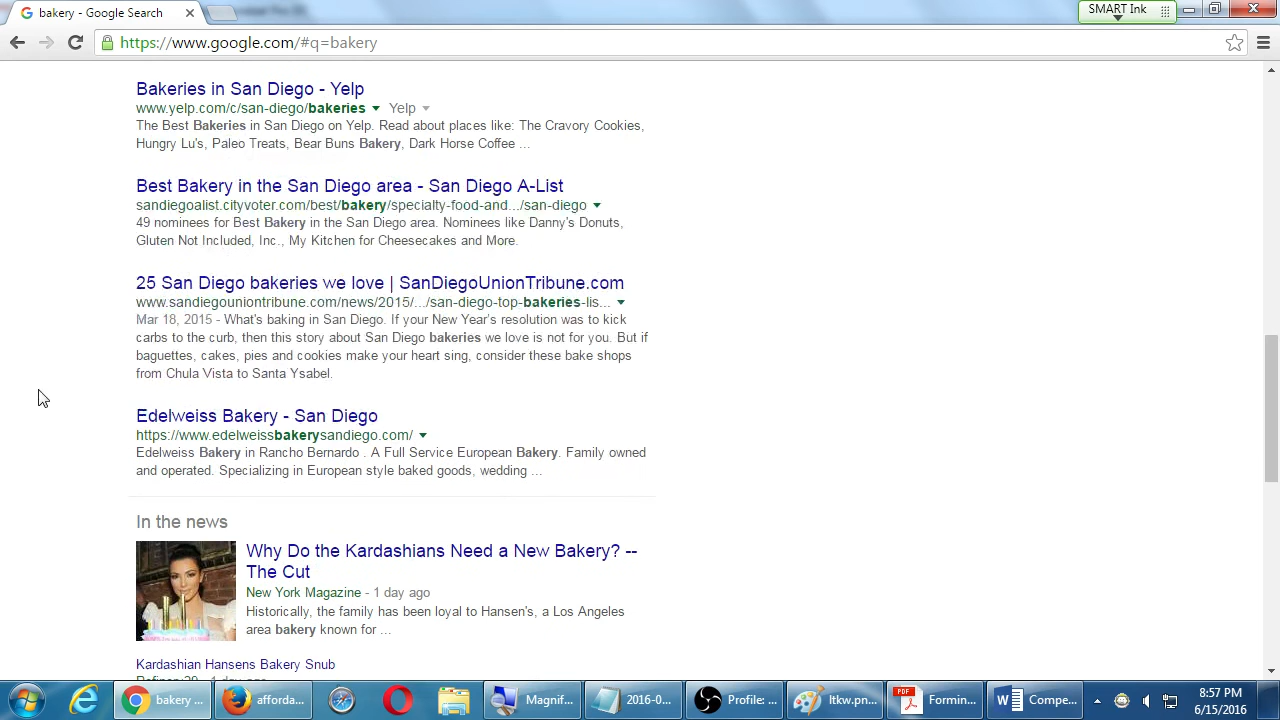 bakery - Google Search
SMART Ink
https://www.google.com/#q=bakery
Bakeries in San Diego - Yelp
www.yelp.com/c/san-diego/bakeries Yelp
The Best Bakeries in San Diego on Yelp. Read about places like: The Cravory Cookies,
Hungry Lu's, Paleo Treats, Bear Buns Bakery, Dark Horse Coffee ...
Best Bakery in the San Diego area - San Diego A-List
sandiegoalist.cityvoter.com/best/bakery/specialty-food-and.../san-diego
49 nominees for Best Bakery in the San Diego area. Nominees like Danny's Donuts,
Gluten Not Included, Inc., My Kitchen for Cheesecakes and More.
25 San Diego bakeries we love | SanDiegoUnionTribune.com
www.sandiegouniontribune.com/news/2015/.../san-diego-top-bakeries-lis...
Mar 18, 2015 - What's baking in San Diego. If your New Year's resolution was to kick
carbs to the curb, then this story about San Diego bakeries we love is not for you. But if
baguettes, cakes, pies and cookies make your heart sing, consider these bake shops
from Chula Vista to Santa Ysabel.
Edelweiss Bakery - San Diego
https://www.edelweissbakerysandiego.com/
Edelweiss Bakery in Rancho Bernardo . A Full Service European Bakery. Family owned
and operated. Specializing in European style baked goods, wedding ...
In the news
Why Do the Kardashians Need a New Bakery? --
The Cut
New York Magazine - 1 day ago
Historically, the family has been loyal to Hansen's, a Los Angeles
area bakery known for ...
Kardashian Hansens Bakery Snub
bakery ... afforda... Magnif... 2016-0... Profile: ... ltkw.pn... Formin... Compe...
8:57 PM
6/15/2016